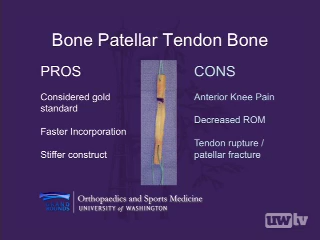 Bone Patellar Tendon Bone
PROS
Considered gold
standard
Faster Incorporation
Stiffer construct
CONS
Anterior Knee Pain
Decreased ROM
Tendon rupture /
patellar fracture
Orthopaedics and Sports Medicine
UNIVERSITY of WASHINGTON
uwtv